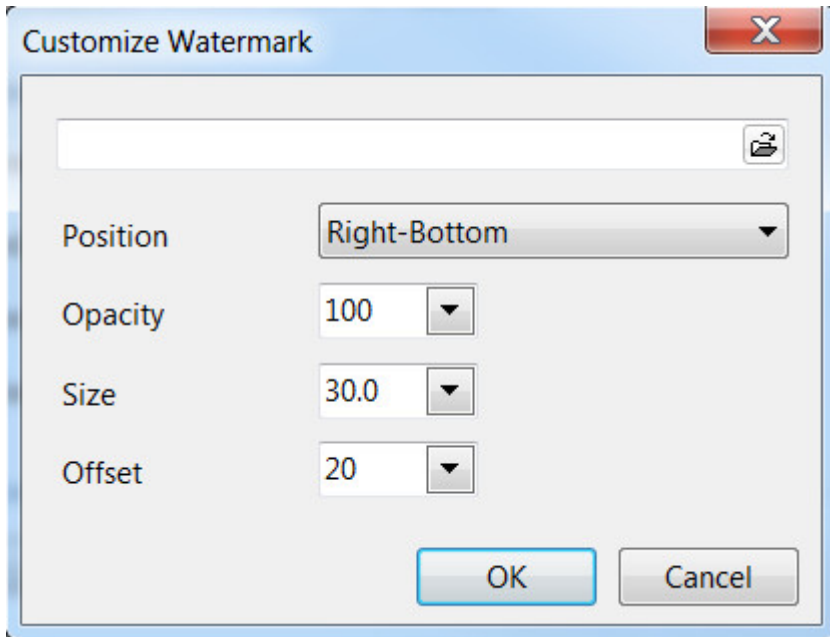 Customize Watermark
Position Right-Bottom
Opacity 100
Size 30.0
Offset 20
OK Cancel